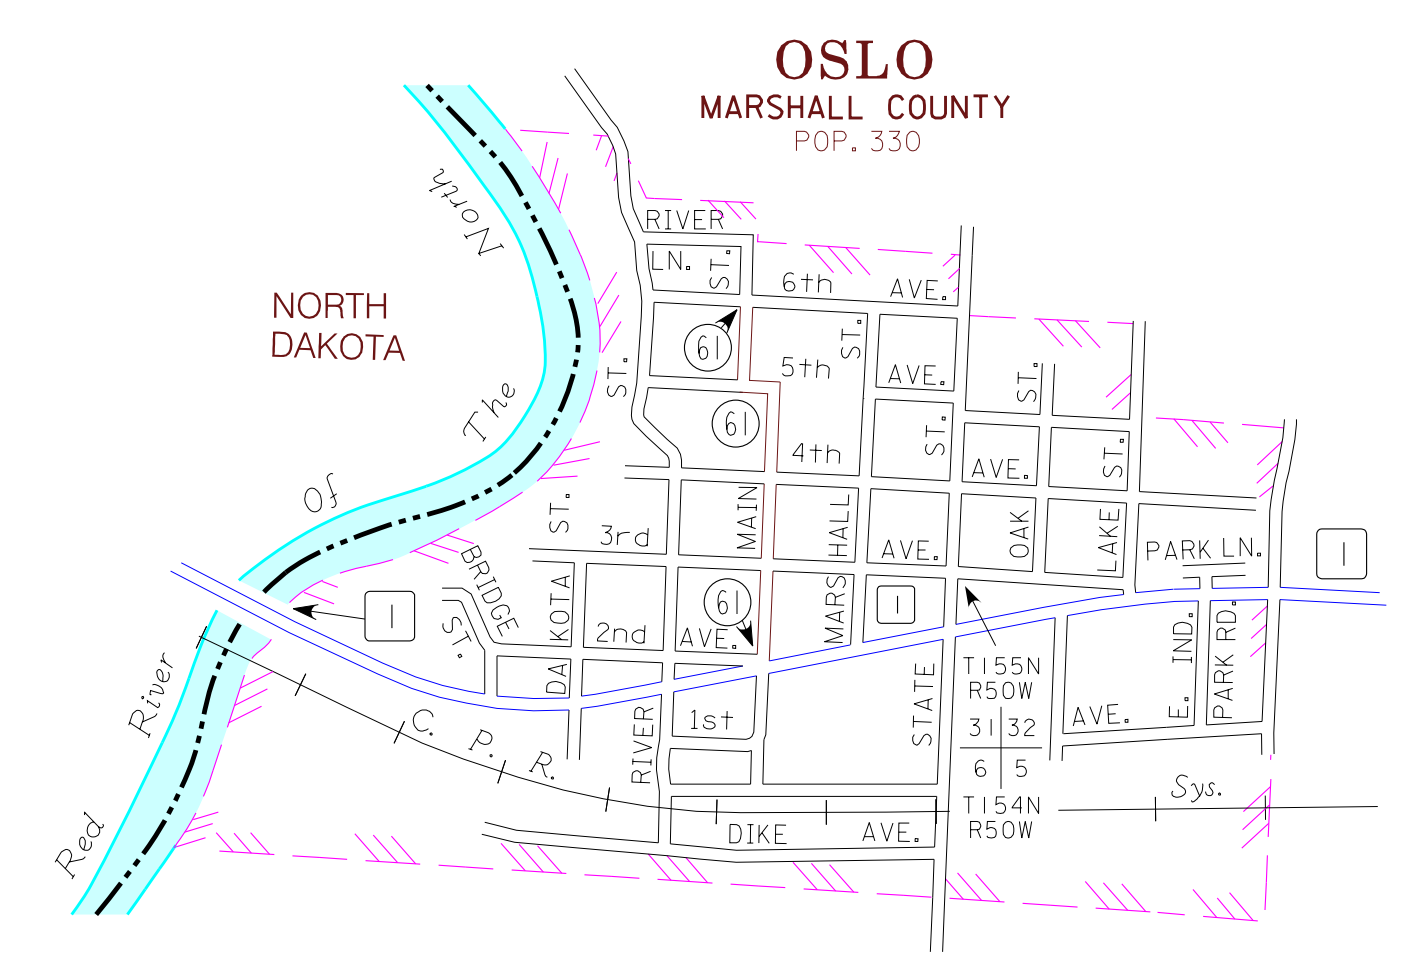 OSLO
MARSHALL COUNTY
POP. 330
North
RIVER
LN.
ST.
6th
AVE.
NORTH
DAKOTA
61
ST.
5th
AVE.
ST.
ST.
The
61
ST.
ST.
4th
AVE.
Of
ST.
MAIN
HALL
OAK
LAKE
3rd
AVE.
PARK LN.
1
BRIDGE
ST.
DAKOTA
1
61
MARS
1
2nd
AVE.
T155N
R50W
31 32
6 5
T154N
R50W
E. IND.
PARK RD.
River
RIVER
1st
STATE
AVE.
C. P. R.
Sys.
Red
DIKE AVE.